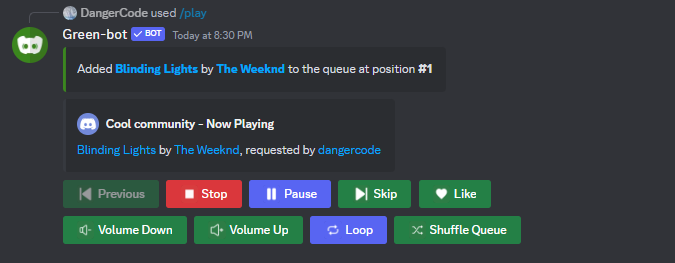 DangerCode used /play
Green-bot ✓ BOT Today at 8:30 PM
Added Blinding Lights by The Weeknd to the queue at position #1
Cool community - Now Playing
Blinding Lights by The Weeknd, requested by dangercode
Previous Stop Pause Skip Like
Volume Down Volume Up Loop Shuffle Queue